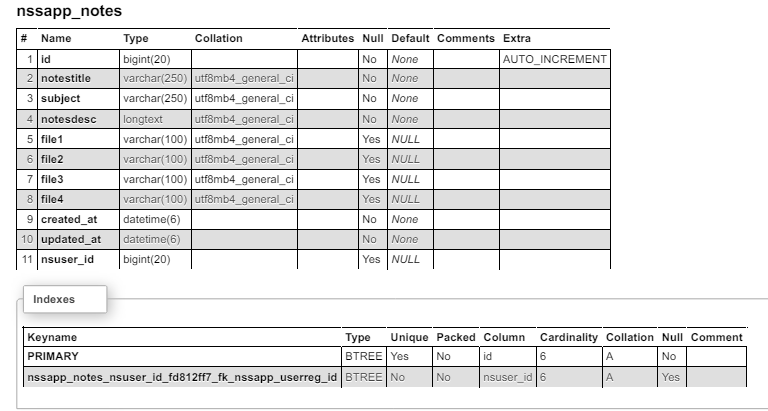 nssapp_notes
# Name Type Collation Attributes Null Default Comments Extra
1 id bigint(20) No None AUTO_INCREMENT
2 notestitle varchar(250) utf8mb4_general_ci No None
3 subject varchar(250) utf8mb4_general_ci No None
4 notesdesc longtext utf8mb4_general_ci No None
5 file1 varchar(100) utf8mb4_general_ci Yes NULL
6 file2 varchar(100) utf8mb4_general_ci Yes NULL
7 file3 varchar(100) utf8mb4_general_ci Yes NULL
8 file4 varchar(100) utf8mb4_general_ci Yes NULL
9 created_at datetime(6) No None
10 updated_at datetime(6) No None
11 nsuser_id bigint(20) Yes NULL
Indexes
Keyname Type Unique Packed Column Cardinality Collation Null Comment
PRIMARY BTREE Yes No id 6 A No
nssapp_notes_nsuser_id_fd812ff7_fk_nssapp_userreg_id BTREE No No nsuser_id 6 A Yes